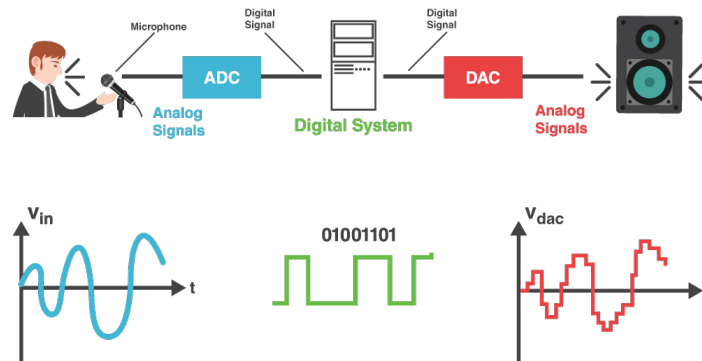 Microphone
Digital
Signal
Digital
Signal
ADC
DAC
Analog
Signals
Digital System
Analog
Signals
Vin
t
01001101
Vdac